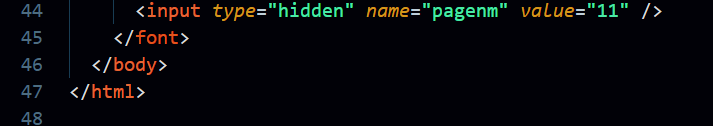 44 <input type="hidden" name="pagenm" value="11" />
45 </font>
46 </body>
47 </html>
48